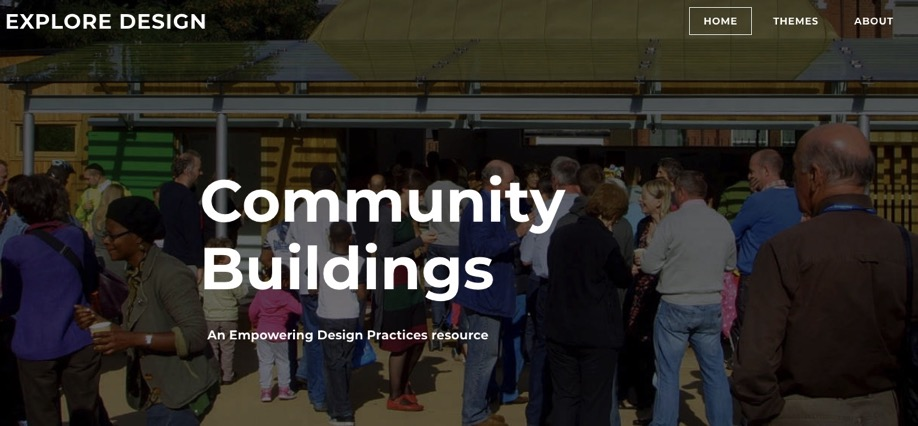 EXPLORE DESIGN
HOME THEMES ABOUT
Community
Buildings
An Empowering Design Practices resource